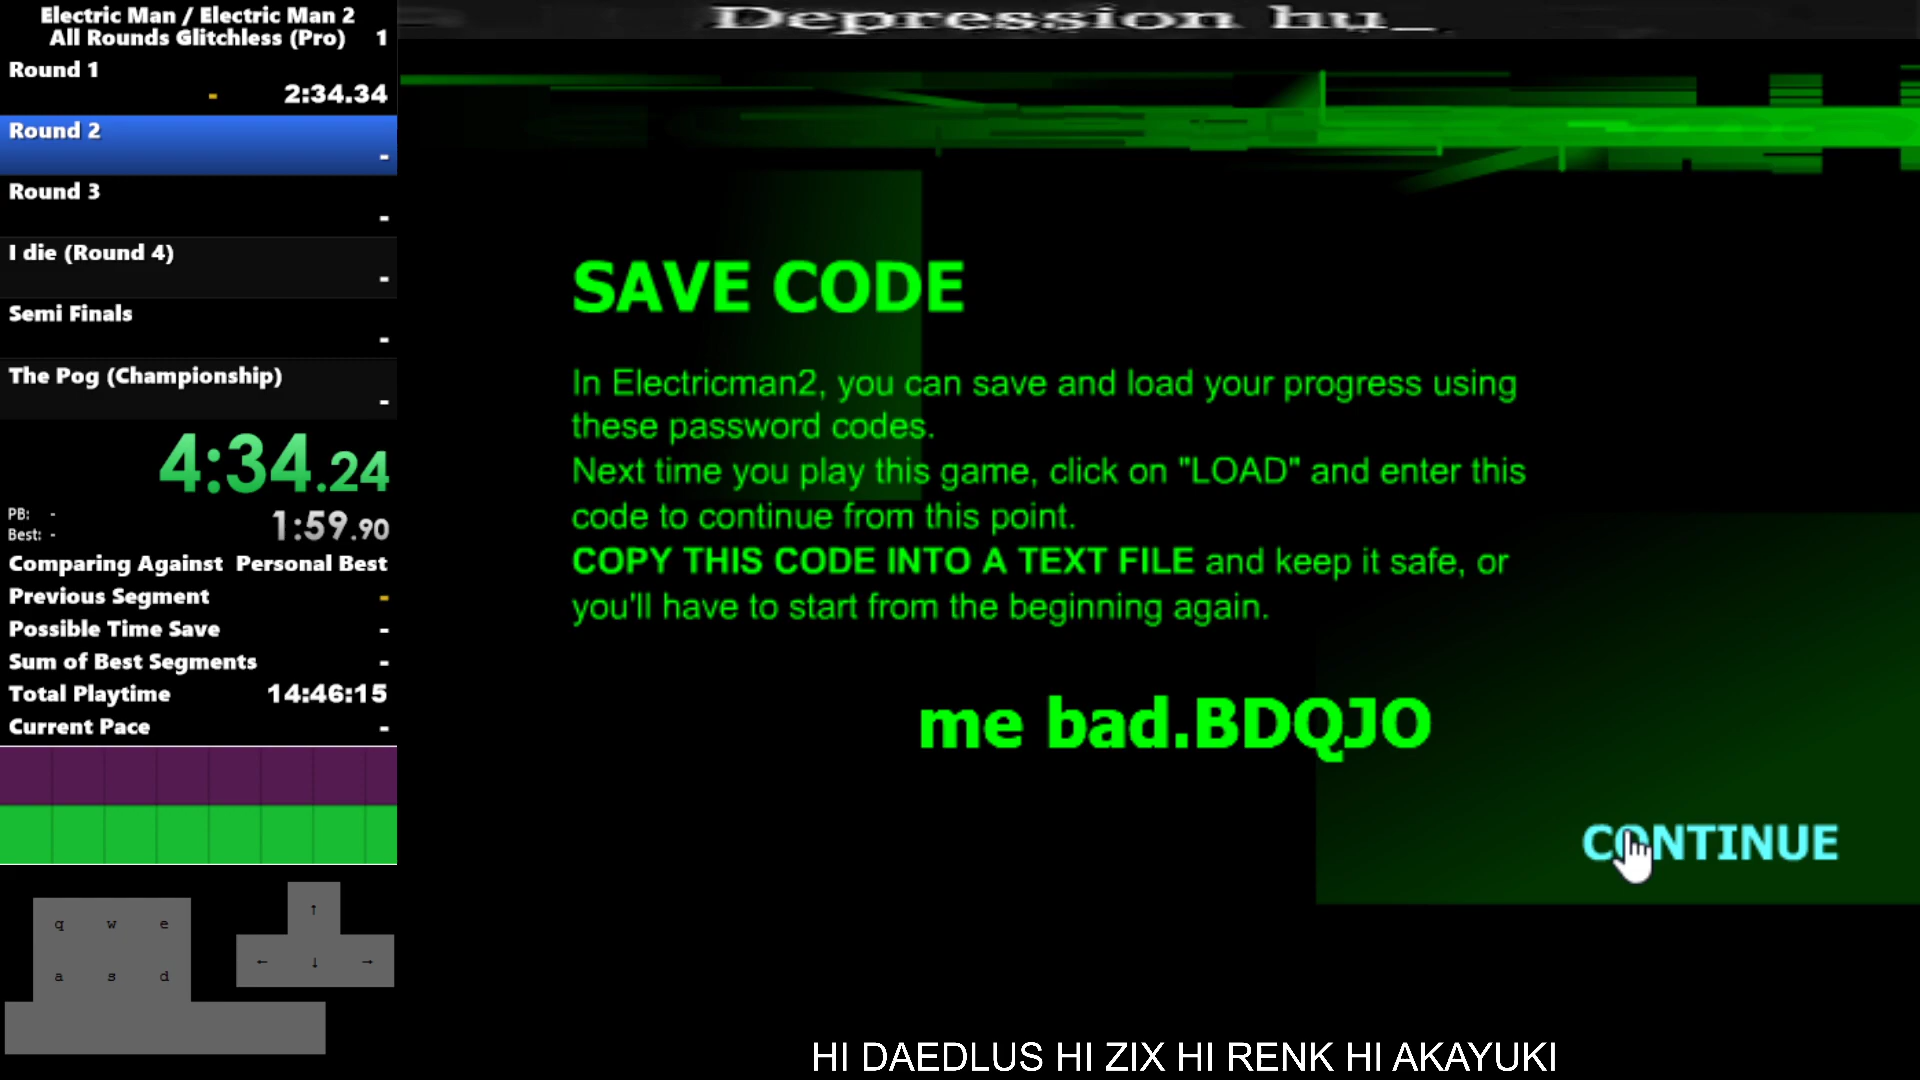 Electric Man / Electric Man 2
All Rounds Glitchless (Pro) 1
Round 1
- 2:34.34
Round 2
-
Round 3
-
I die (Round 4)
-
Semi Finals
-
The Pog (Championship)
-
4:34.24
PB: -
Best: -
1:59.90
Comparing Against Personal Best
Previous Segment -
Possible Time Save -
Sum of Best Segments -
Total Playtime 14:46:15
Current Pace -
q w e
a s d
↑
← ↓ →
Depression hu_
SAVE CODE
In Electricman2, you can save and load your progress using
these password codes.
Next time you play this game, click on "LOAD" and enter this
code to continue from this point.
COPY THIS CODE INTO A TEXT FILE and keep it safe, or
you'll have to start from the beginning again.
me bad.BDQJO
CONTINUE
HI DAEDLUS HI ZIX HI RENK HI AKAYUKI